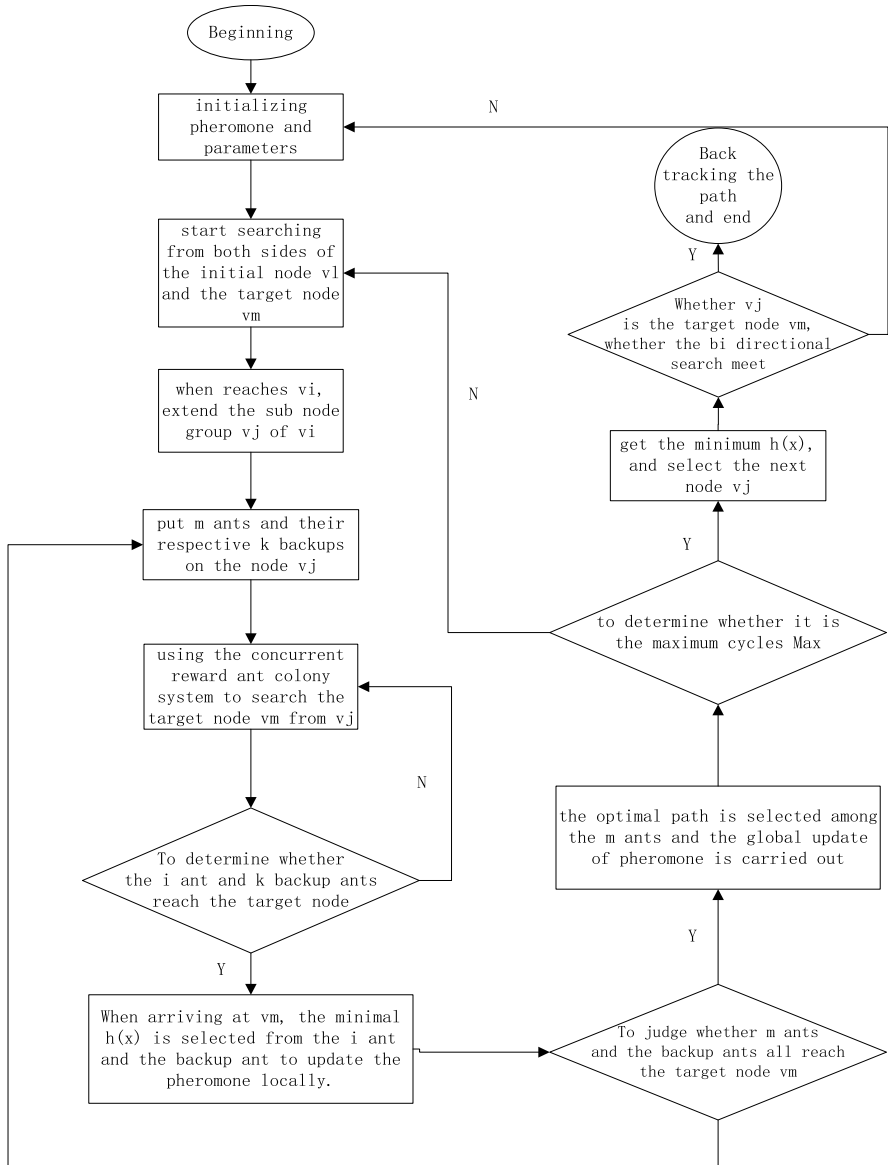 Beginning
initializing
pheromone and
parameters
start searching
from both sides of
the initial node vl
and the target node
vm
when reaches vi,
extend the sub node
group vj of vi
put m ants and their
respective k backups
on the node vj
using the concurrent
reward ant colony
system to search the
target node vm from vj
N
To determine whether
the i ant and k backup ants
reach the target node
Y
When arriving at vm, the minimal
h(x) is selected from the i ant
and the backup ant to update the
pheromone locally.
To judge whether m ants
and the backup ants all reach
the target node vm
Y
the optimal path is selected among
the m ants and the global update
of pheromone is carried out
to determine whether it is
the maximum cycles Max
N
Y
get the minimum h(x),
and select the next
node vj
Whether vj
is the target node vm,
whether the bi directional
search meet
N
Y
Back
tracking the
path
and end